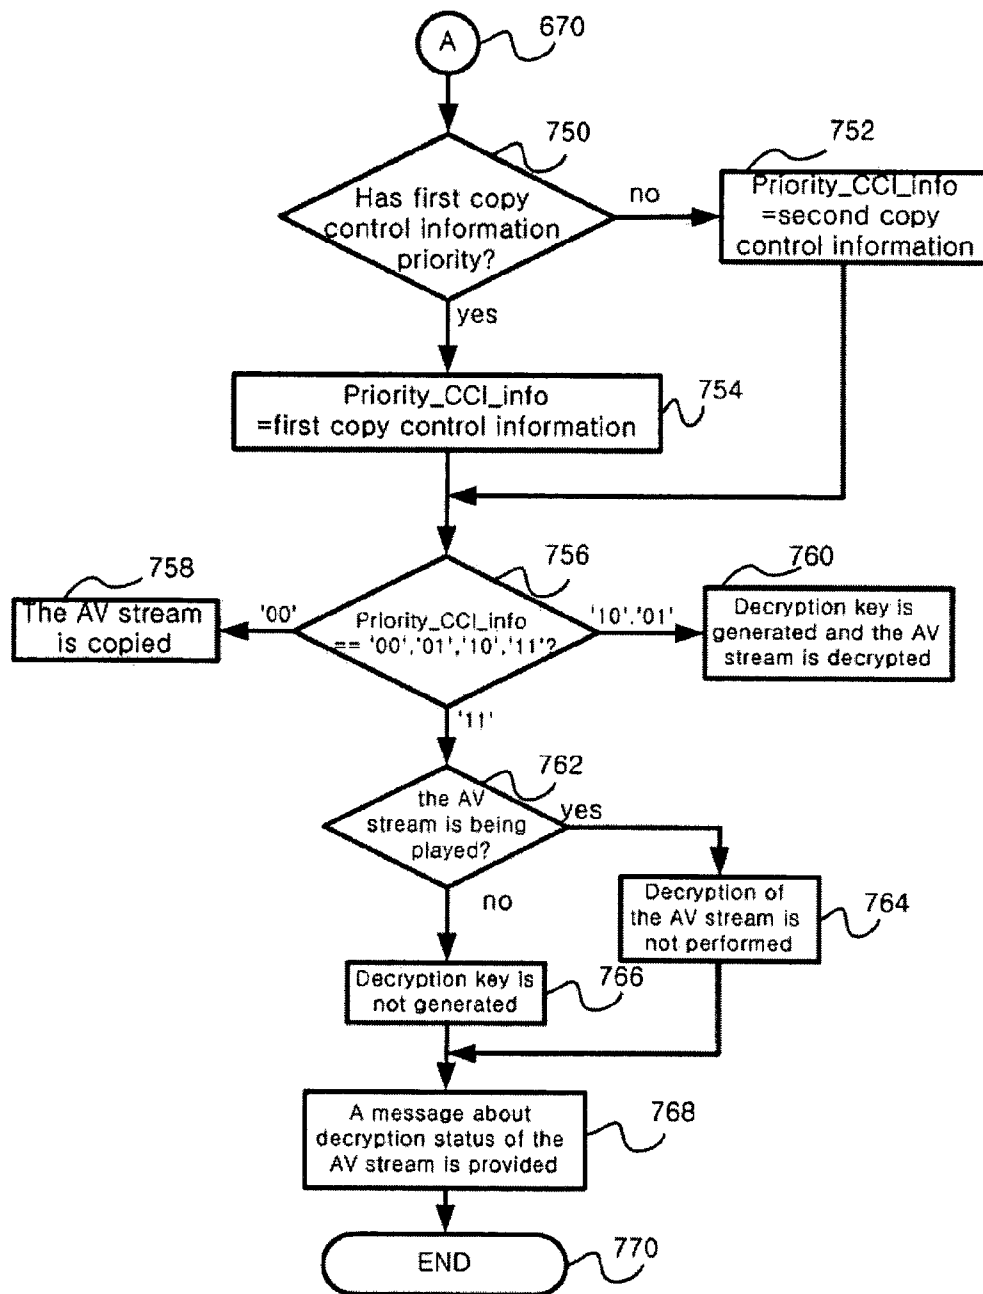 A
670
750
Has first copy
control information
priority?
no
752
Priority_CCI_info
=second copy
control information
yes
Priority_CCI_info
=first copy control information
754
756
Priority_CCI_info
== '00','01','10','11'?
'00'
758
The AV stream
is copied
'10'.'01'
760
Decryption key is
generated and the AV
stream is decrypted
'11'
762
the AV
stream is being
played?
yes
Decryption of
the AV stream is
not performed
764
no
Decryption key is
not generated
766
A message about
decryption status of the
AV stream is provided
768
END
770